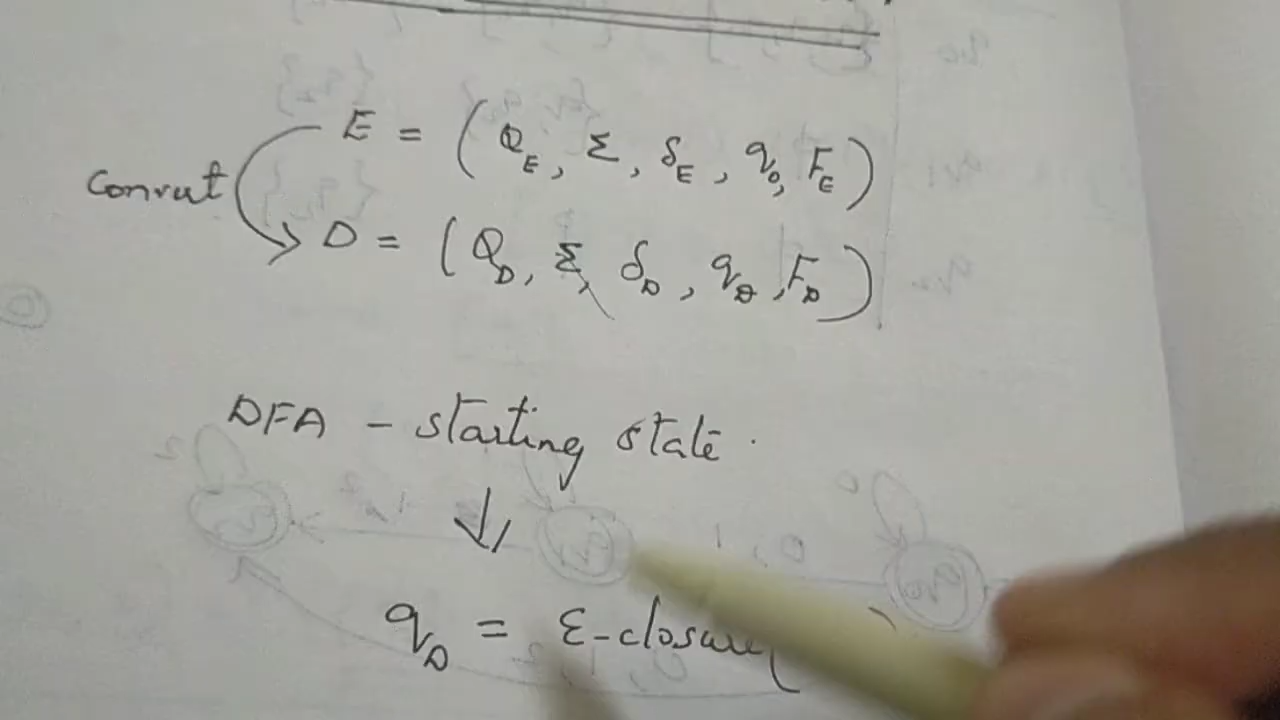 E = (Q_E, Σ, δ_E, q_0, F_E)
Convert
D = (Q_D, Σ, δ_D, q_D, F_D)
DFA - starting state.
q_D = ε-closure(